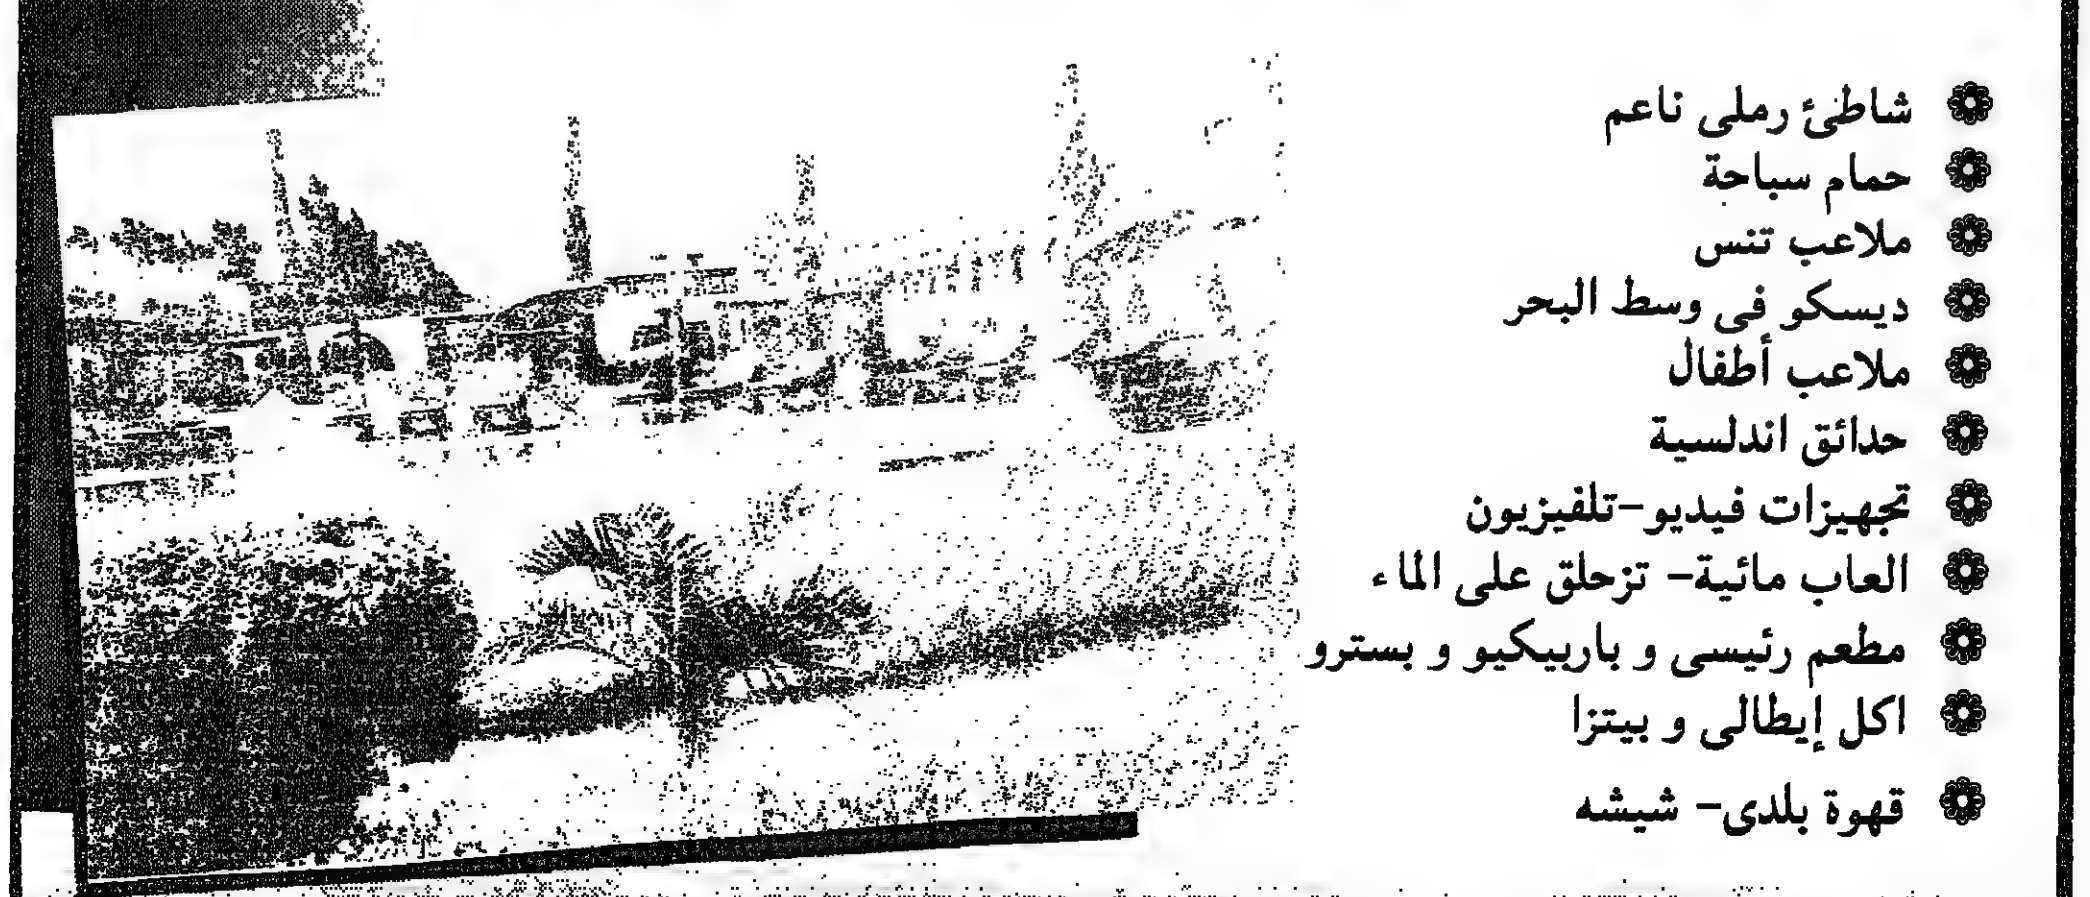 شاطئ رملى ناعم
حمام سباحة
ملاعب تنس
ديسكو فى وسط البحر
ملاعب أطفال
حدائق اندلسية
تجهيزات فيديو-تلفيزيون
العاب مائية- تزحلق على الماء
مطعم رئيسى و باربيكيو و بسترو
اكل إيطالى و بيتزا
قهوة بلدى- شيشه